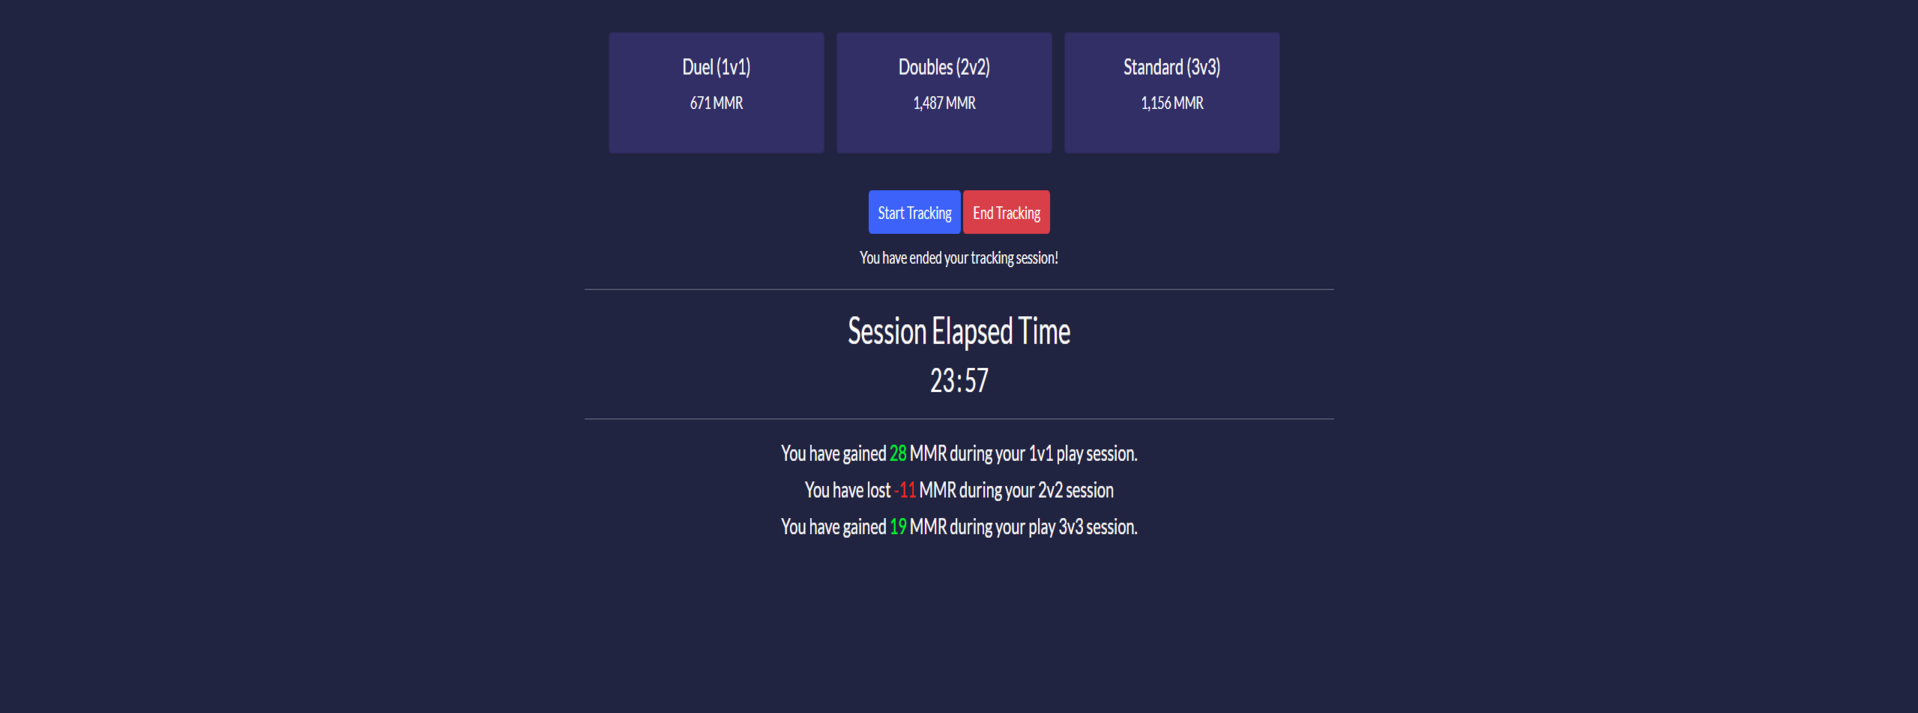 Duel (1v1)
671 MMR
Doubles (2v2)
1,487 MMR
Standard (3v3)
1,156 MMR
Start Tracking
End Tracking
You have ended your tracking session!
Session Elapsed Time
23:57
You have gained 28 MMR during your 1v1 play session.
You have lost -11 MMR during your 2v2 session
You have gained 19 MMR during your play 3v3 session.